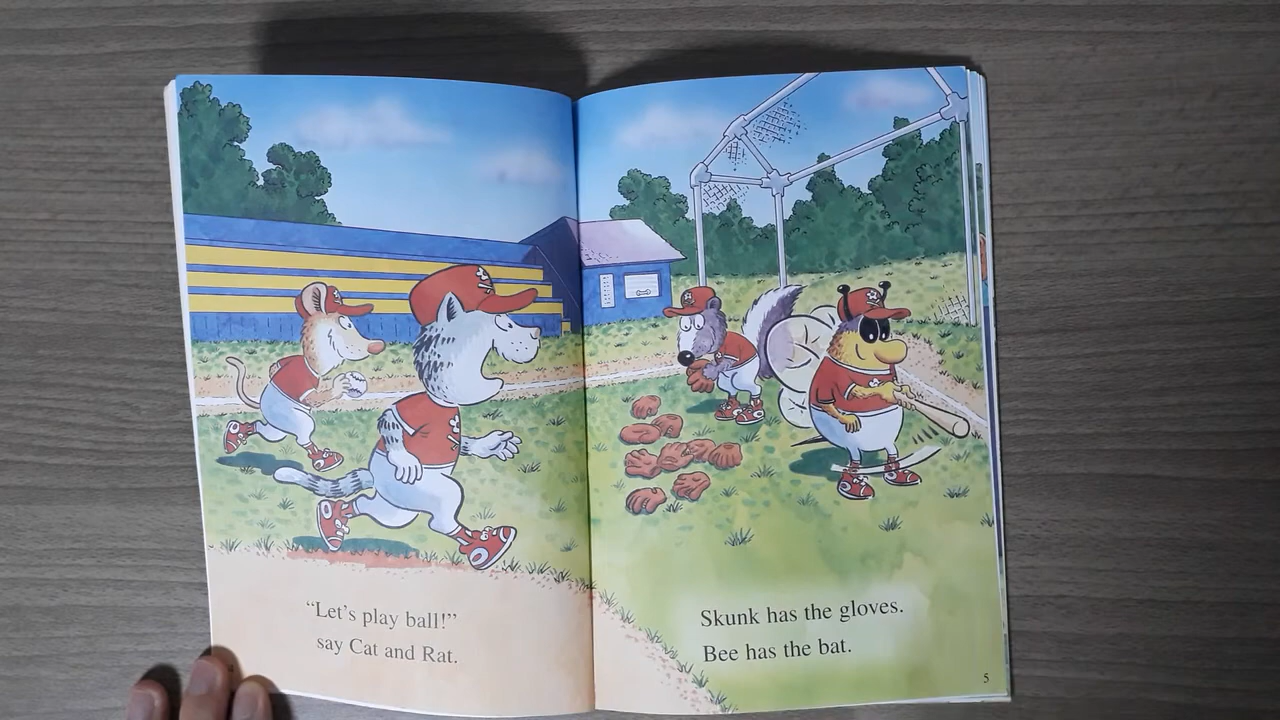 “Let’s play ball!”
say Cat and Rat.
Skunk has the gloves.
Bee has the bat.
5